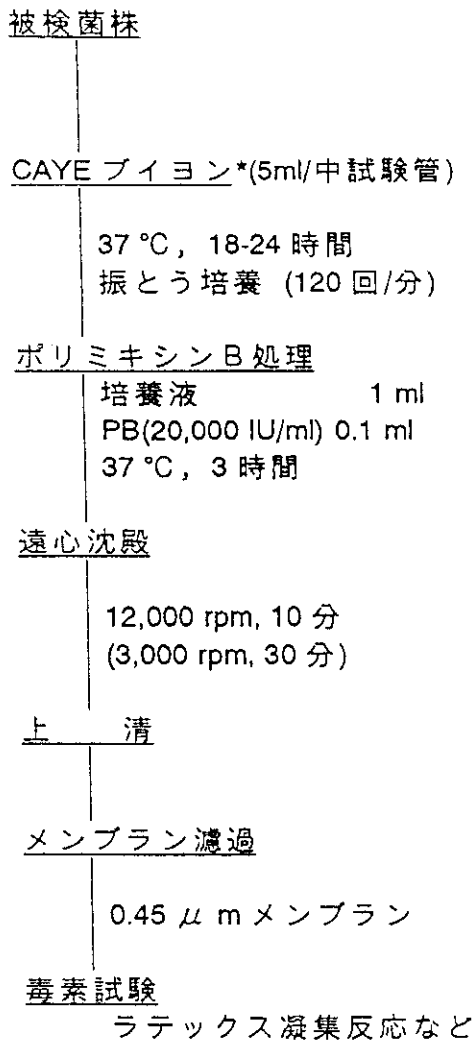 被検菌株
CAYE ブイヨン*(5ml/中試験管)
37 ℃, 18-24 時間
振とう培養 (120 回/分)
ポリミキシンB処理
培養液 1 ml
PB(20,000 IU/ml) 0.1 ml
37 ℃, 3 時間
遠心沈殿
12,000 rpm, 10 分
(3,000 rpm, 30 分)
上 清
メンブラン濾過
0.45 μm メンブラン
毒素試験
ラテックス凝集反応など